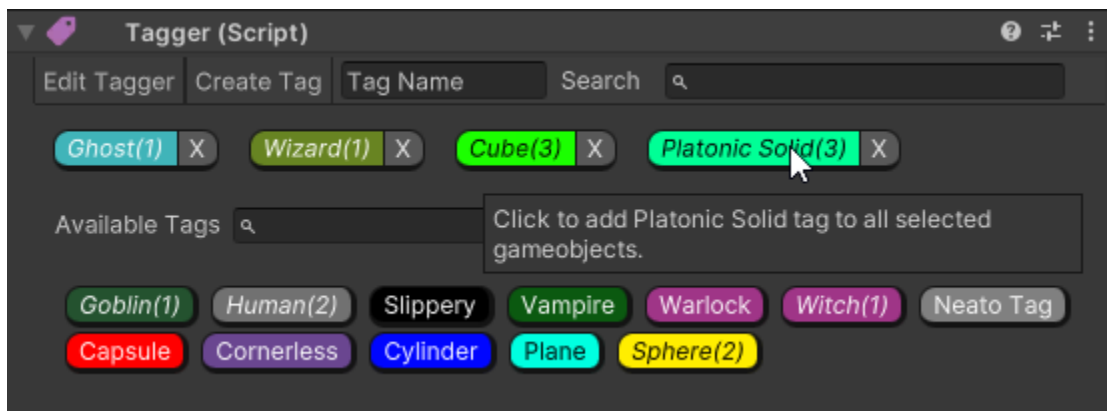 Tagger (Script)
Edit Tagger Create Tag Tag Name Search
Ghost(1) X Wizard(1) X Cube(3) X Platonic Solid(3) X
Available Tags
Click to add Platonic Solid tag to all selected
gameobjects.
Goblin(1) Human(2) Slippery Vampire Warlock Witch(1) Neato Tag
Capsule Cornerless Cylinder Plane Sphere(2)